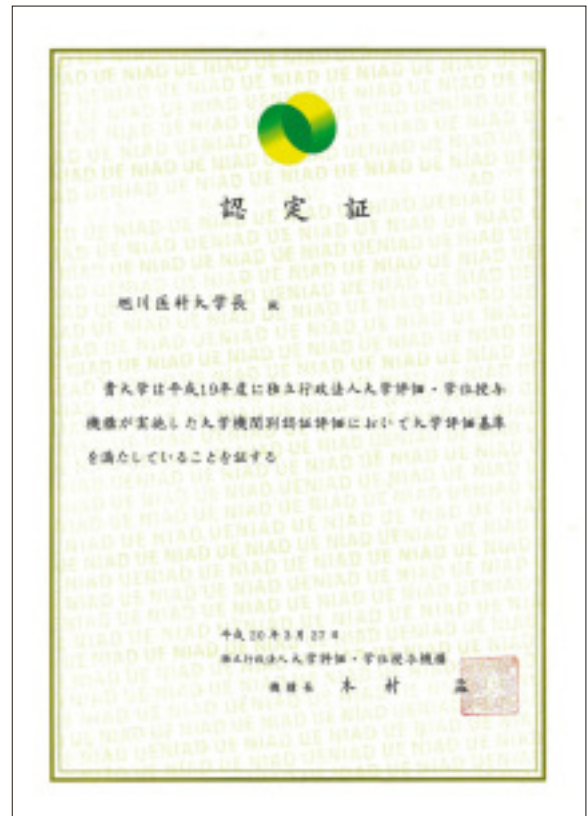 認定証
旭川医科大学長 殿
貴大学は平成19年度に独立行政法人大学評価・学位授与
機構が実施した大学機関別認証評価において大学評価基準
を満たしていることを証する
平成20年3月27日
独立行政法人大学評価・学位授与機構
機構長 木村 孟